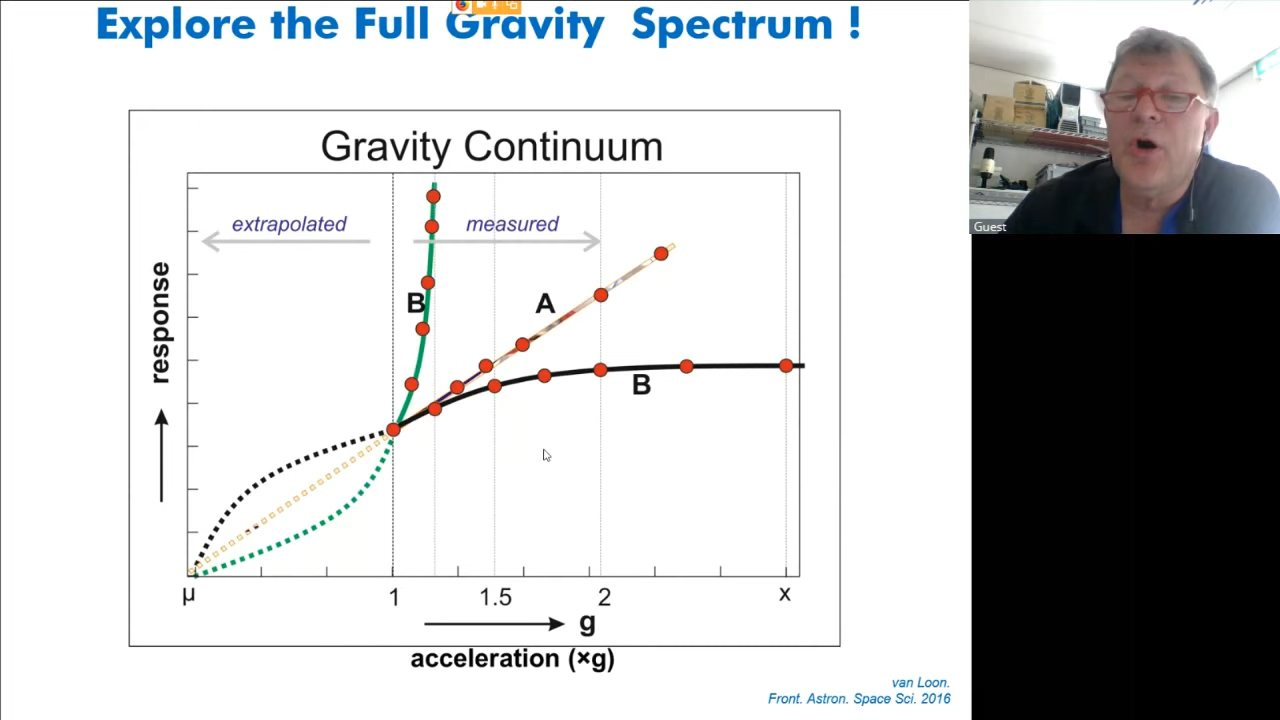 Explore the Full Gravity Spectrum !
Gravity Continuum
extrapolated
measured
B
A
B
response
μ
1
1.5
2
x
g
acceleration (×g)
van Loon.
Front. Astron. Space Sci. 2016
Guest